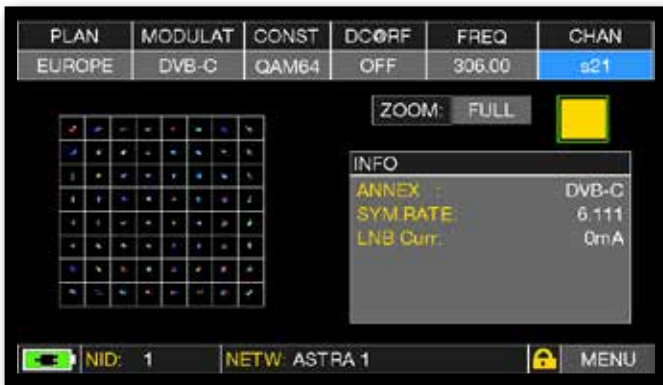 PLAN MODULAT CONST DC@RF FREQ CHAN
EUROPE DVB-C QAM64 OFF 306.00 s21
ZOOM: FULL
INFO
ANNEX : DVB-C
SYM.RATE: 6.111
LNB Curr.: 0mA
NID: 1 NETW: ASTRA 1 MENU